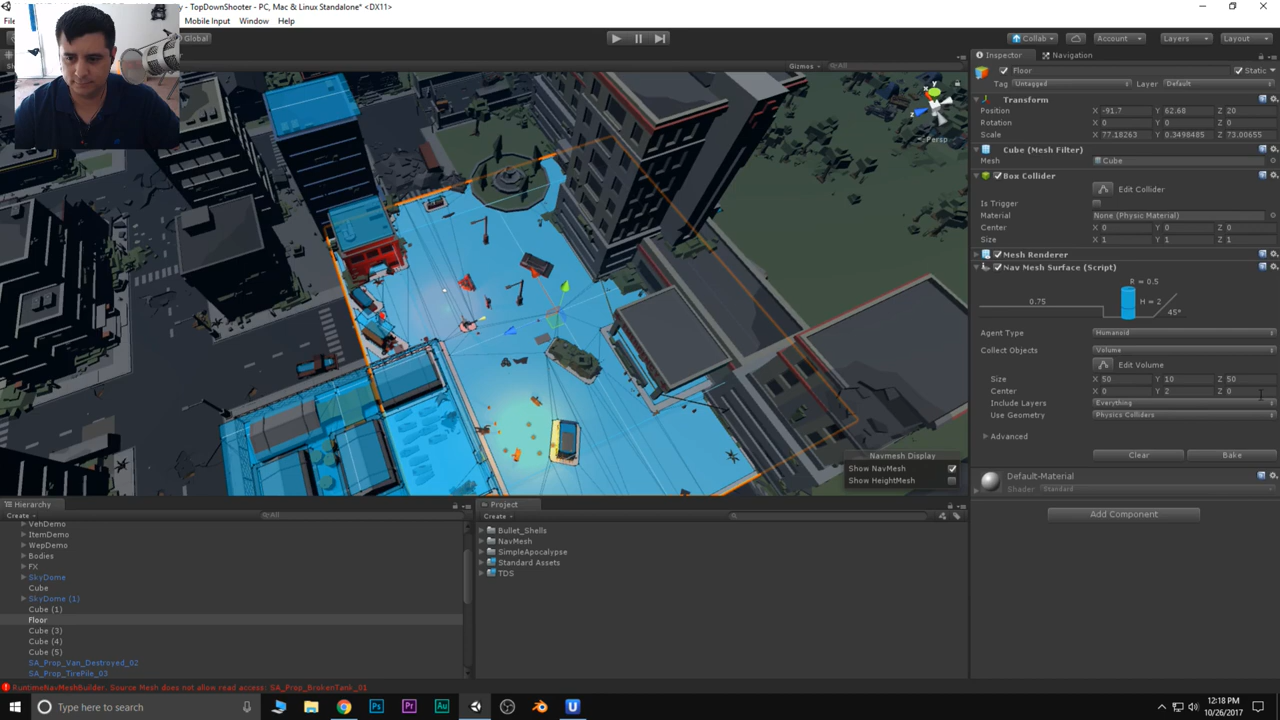 y - TopDownShooter - PC, Mac & Linux Standalone* <DX11>
Mobile Input Window Help
Global
Collab Account Layers Layout
Gizmos All
Inspector Navigation
Floor Static
Tag Untagged Layer Default
Transform
Position X -91.7 Y 62.68 Z 20
Rotation X 0 Y 0 Z 0
Scale X 77.18263 Y 0.3498485 Z 73.00655
Cube (Mesh Filter)
Mesh Cube
Box Collider
Edit Collider
Is Trigger
Material None (Physic Material)
Center X 0 Y 0 Z 0
Size X 1 Y 1 Z 1
Mesh Renderer
Nav Mesh Surface (Script)
R = 0.5
0.75 H = 2
45°
Agent Type Humanoid
Collect Objects Volume
Edit Volume
Size X 50 Y 10 Z 50
Center X 0 Y 2 Z 0
Include Layers Everything
Use Geometry Physics Colliders
Advanced
Clear Bake
Default-Material
Shader Standard
Add Component
y
Persp
Navmesh Display
Show NavMesh
Show HeightMesh
Hierarchy
Create All
VehDemo
ItemDemo
WepDemo
Bodies
FX
SkyDome
Cube
SkyDome (1)
Cube (1)
Floor
Cube (3)
Cube (4)
Cube (5)
SA_Prop_Van_Destroyed_02
SA_Prop_TirePile_03
Project
Create
Bullet_Shells
NavMesh
SimpleApocalypse
Standard Assets
TDS
RuntimeNavMeshBuilder: Source Mesh does not allow read access: SA_Prop_BrokenTank_01
Type here to search
Ps Pr Au
12:18 PM
10/26/2017